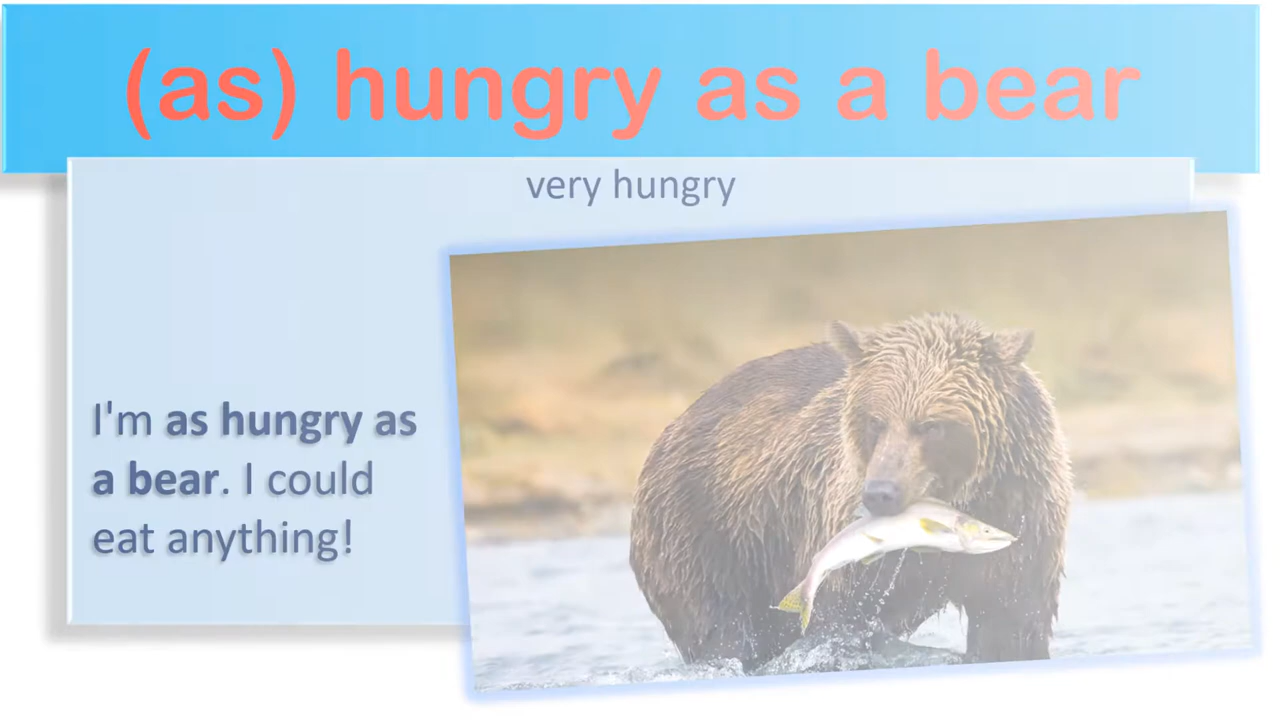 (as) hungry as a bear
very hungry
I'm as hungry as
a bear. I could
eat anything!